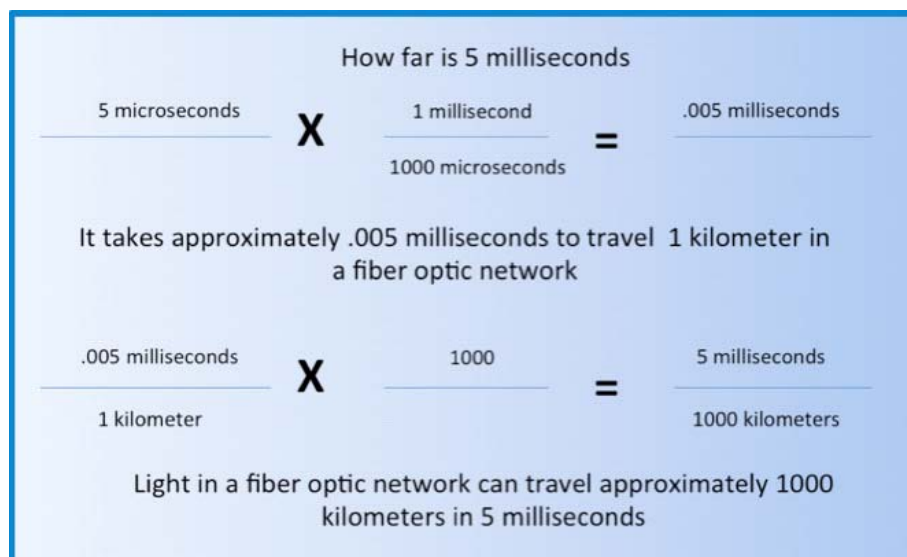 How far is 5 milliseconds
5 microseconds X 1 millisecond = .005 milliseconds
1000 microseconds
It takes approximately .005 milliseconds to travel 1 kilometer in
a fiber optic network
.005 milliseconds X 1000 = 5 milliseconds
1 kilometer 1000 kilometers
Light in a fiber optic network can travel approximately 1000
kilometers in 5 milliseconds